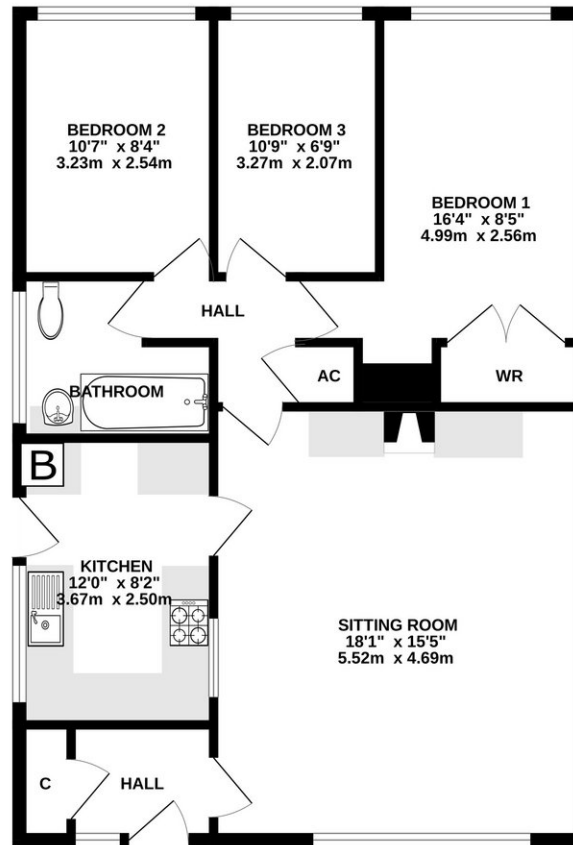 BEDROOM 2
10'7" x 8'4"
3.23m x 2.54m
BEDROOM 3
10'9" x 6'9"
3.27m x 2.07m
BEDROOM 1
16'4" x 8'5"
4.99m x 2.56m
HALL
AC
WR
BATHROOM
B
KITCHEN
12'0" x 8'2"
3.67m x 2.50m
SITTING ROOM
18'1" x 15'5"
5.52m x 4.69m
C
HALL